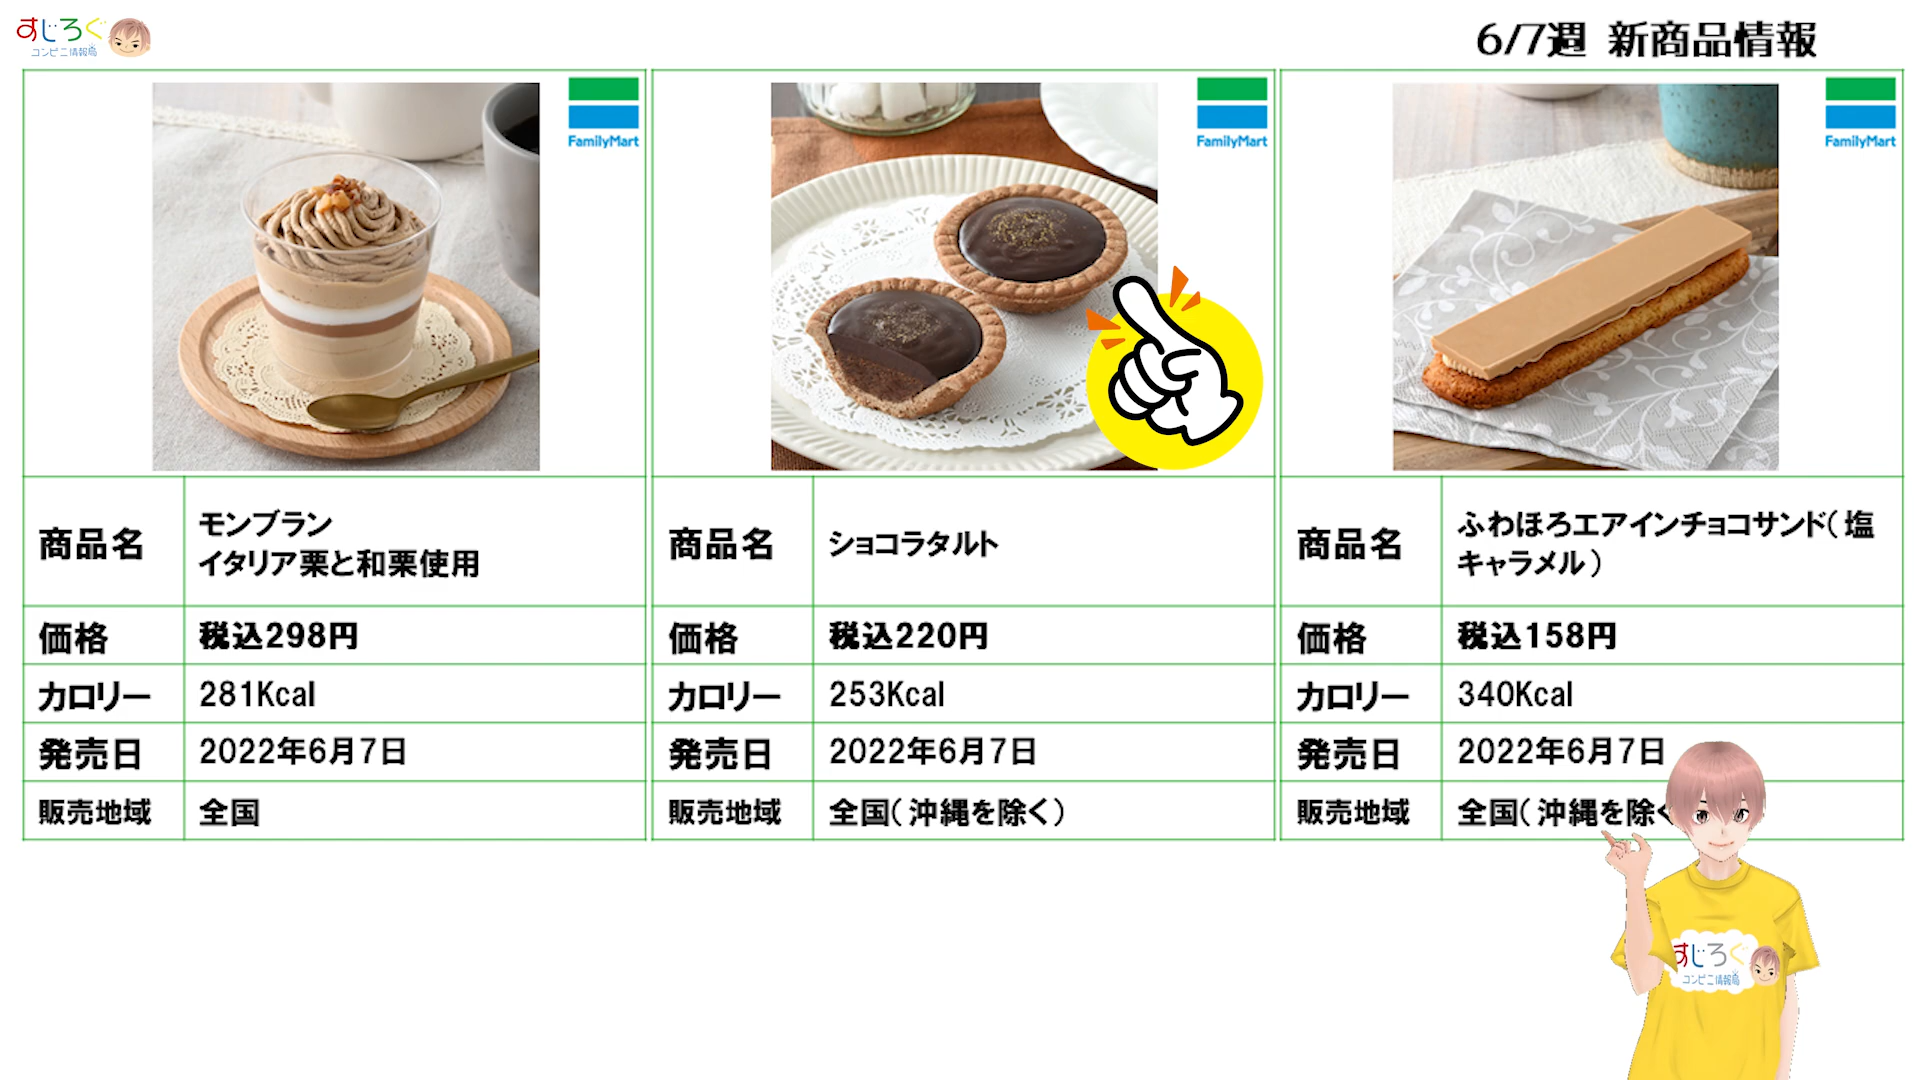 すじろぐ
コンビニ情報局
6/7週 新商品情報
FamilyMart
商品名
モンブラン
イタリア栗と和栗使用
価格
税込298円
カロリー
281Kcal
発売日
2022年6月7日
販売地域
全国
FamilyMart
商品名
ショコラタルト
価格
税込220円
カロリー
253Kcal
発売日
2022年6月7日
販売地域
全国（沖縄を除く）
FamilyMart
商品名
ふわほろエアインチョコサンド（塩
キャラメル）
価格
税込158円
カロリー
340Kcal
発売日
2022年6月7日
販売地域
全国（沖縄を除く
すじろぐ
コンビニ情報局